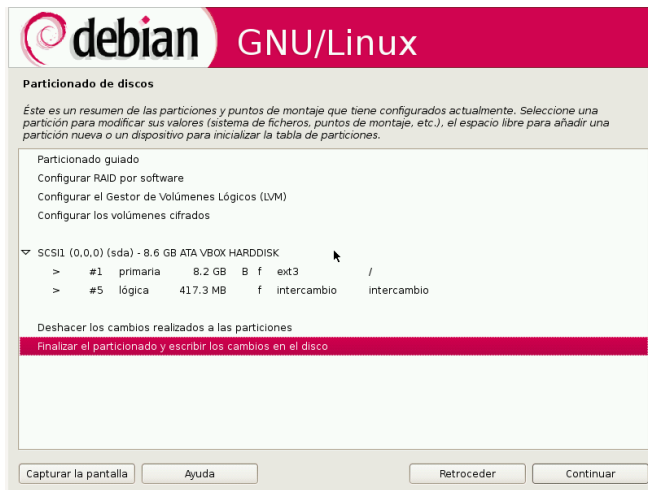 debian GNU/Linux
Particionado de discos
Éste es un resumen de las particiones y puntos de montaje que tiene configurados actualmente. Seleccione una
partición para modificar sus valores (sistema de ficheros, puntos de montaje, etc.), el espacio libre para añadir una
partición nueva o un dispositivo para inicializar la tabla de particiones.
Particionado guiado
Configurar RAID por software
Configurar el Gestor de Volúmenes Lógicos (LVM)
Configurar los volúmenes cifrados
SCSI1 (0,0,0) (sda) - 8.6 GB ATA VBOX HARDDISK
> #1 primaria 8.2 GB B f ext3 /
> #5 lógica 417.3 MB f intercambio intercambio
Deshacer los cambios realizados a las particiones
Finalizar el particionado y escribir los cambios en el disco
Capturar la pantalla Ayuda Retroceder Continuar